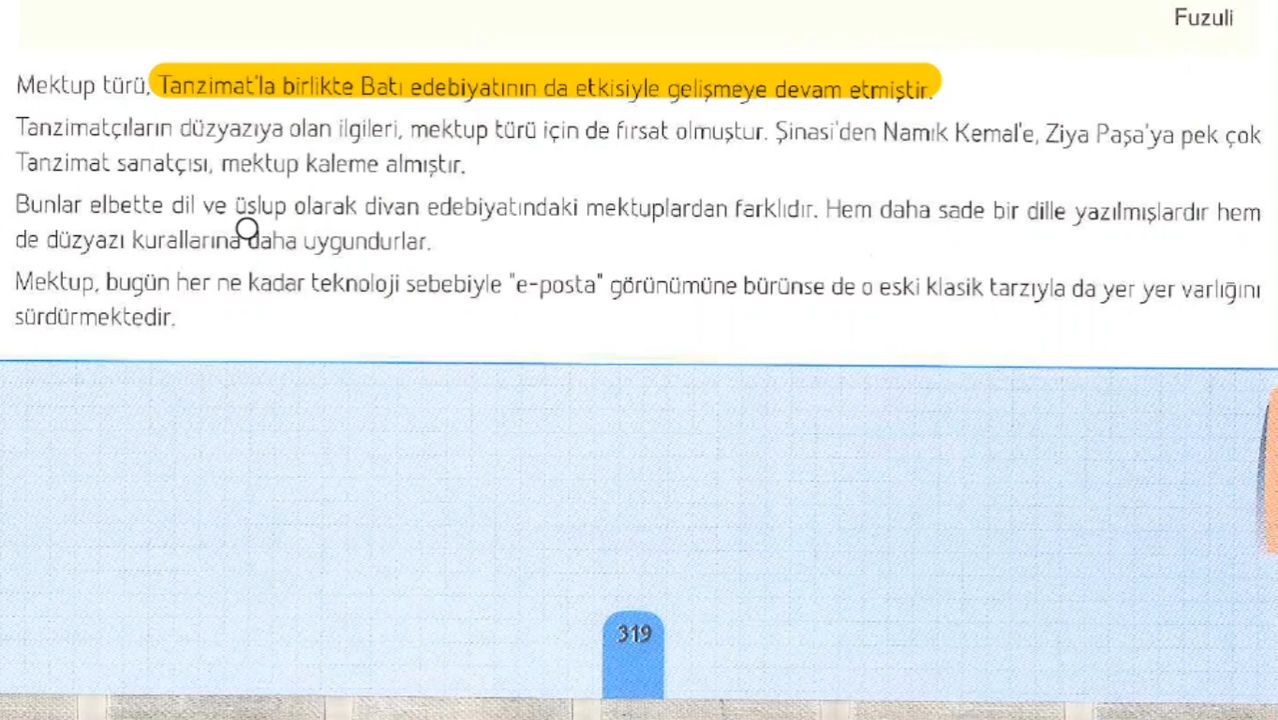 Fuzuli
Mektup türü, Tanzimat'la birlikte Batı edebiyatının da etkisiyle gelişmeye devam etmiştir.
Tanzimatçıların düzyazıya olan ilgileri, mektup türü için de fırsat olmuştur. Şinasi'den Namık Kemal'e, Ziya Paşa'ya pek çok
Tanzimat sanatçısı, mektup kaleme almıştır.
Bunlar elbette dil ve üslup olarak divan edebiyatındaki mektuplardan farklıdır. Hem daha sade bir dille yazılmışlardır hem
de düzyazı kurallarına daha uygundurlar.
Mektup, bugün her ne kadar teknoloji sebebiyle "e-posta" görünümüne bürünse de o eski klasik tarzıyla da yer yer varlığını
sürdürmektedir.
319